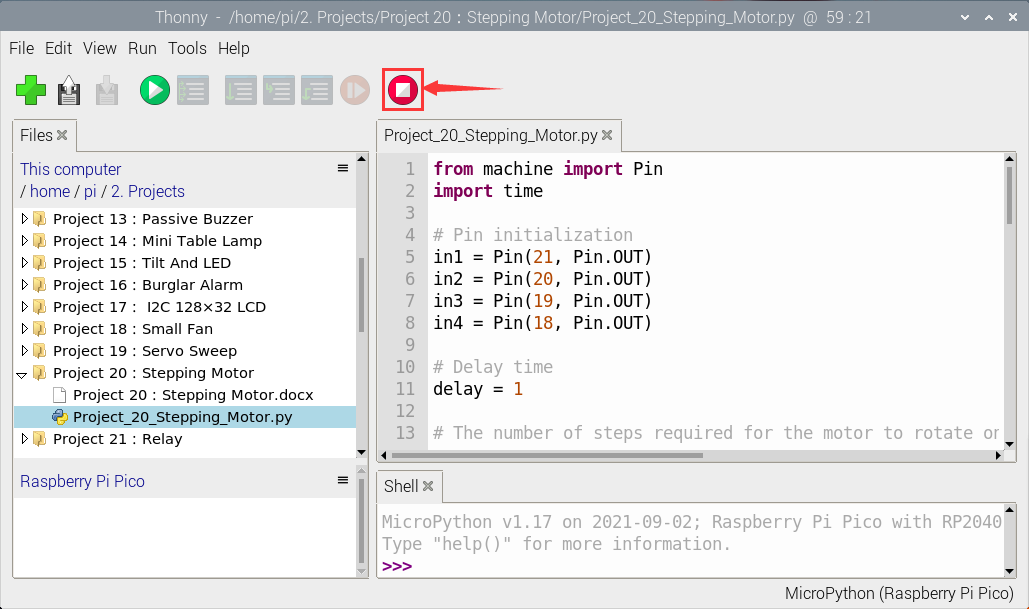 Thonny - /home/pi/2. Projects/Project 20 : Stepping Motor/Project_20_Stepping_Motor.py @ 59 : 21
File Edit View Run Tools Help
Files
This computer
/ home / pi / 2. Projects
Project 13 : Passive Buzzer
Project 14 : Mini Table Lamp
Project 15 : Tilt And LED
Project 16 : Burglar Alarm
Project 17 : I2C 128×32 LCD
Project 18 : Small Fan
Project 19 : Servo Sweep
Project 20 : Stepping Motor
Project 20 : Stepping Motor.docx
Project_20_Stepping_Motor.py
Project 21 : Relay
Raspberry Pi Pico
Project_20_Stepping_Motor.py
1 from machine import Pin
2 import time
3
4 # Pin initialization
5 in1 = Pin(21, Pin.OUT)
6 in2 = Pin(20, Pin.OUT)
7 in3 = Pin(19, Pin.OUT)
8 in4 = Pin(18, Pin.OUT)
9
10 # Delay time
11 delay = 1
12
13 # The number of steps required for the motor to rotate
Shell
MicroPython v1.17 on 2021-09-02; Raspberry Pi Pico with RP2040
Type "help()" for more information.
>>>
MicroPython (Raspberry Pi Pico)